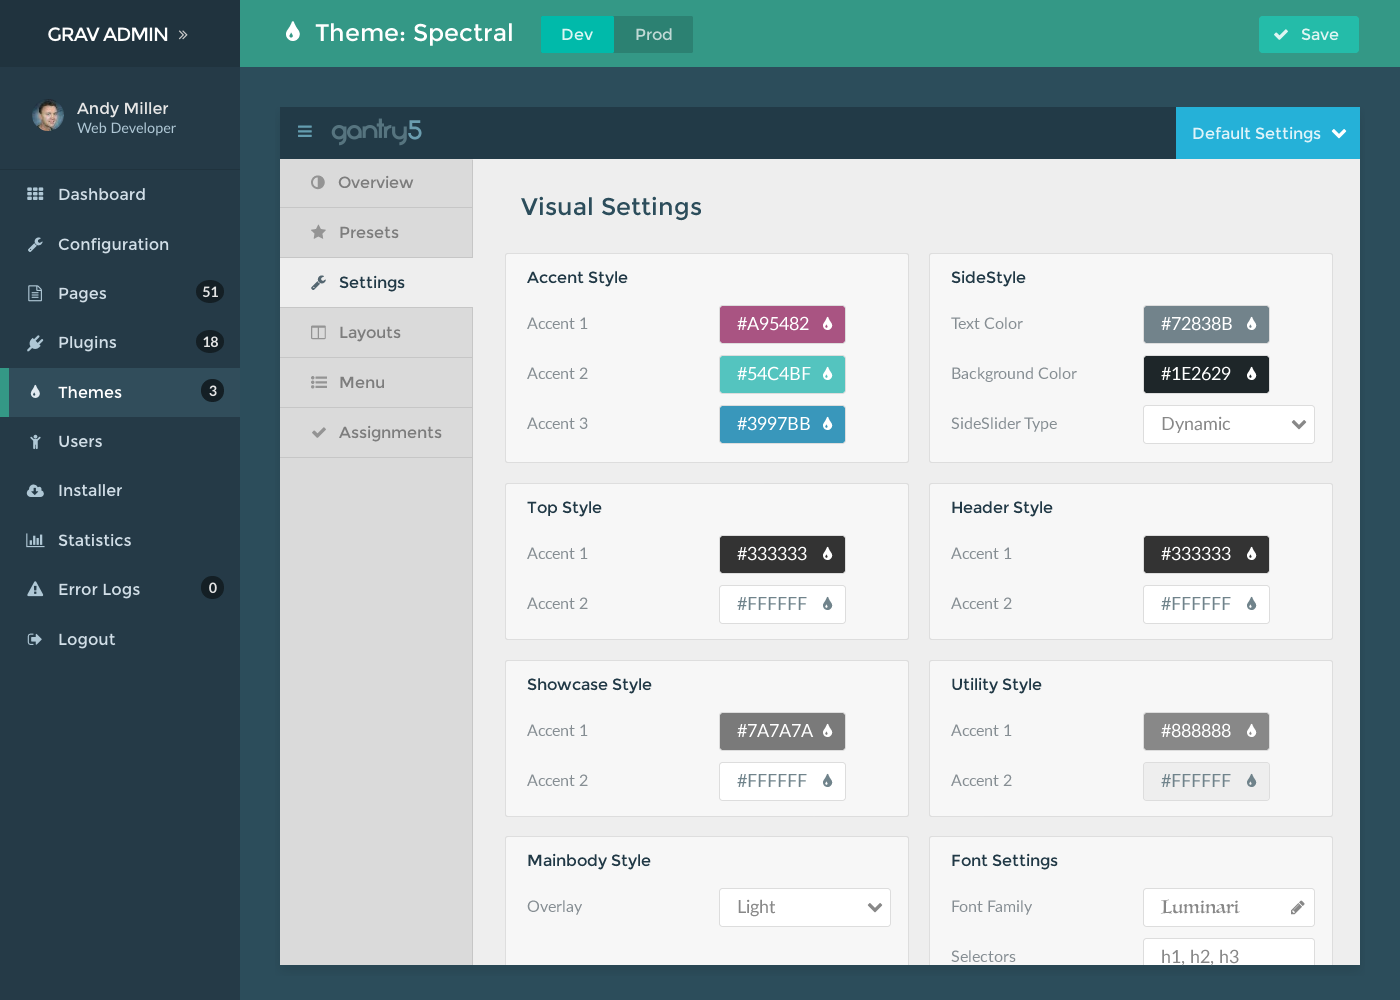 GRAV ADMIN »
Theme: Spectral
Dev
Prod
Save
Andy Miller
Web Developer
Dashboard
Configuration
Pages
51
Plugins
18
Themes
3
Users
Installer
Statistics
Error Logs
0
Logout
gantry5
Default Settings
Overview
Presets
Settings
Layouts
Menu
Assignments
Visual Settings
Accent Style
Accent 1
#A95482
Accent 2
#54C4BF
Accent 3
#3997BB
SideStyle
Text Color
#72838B
Background Color
#1E2629
SideSlider Type
Dynamic
Top Style
Accent 1
#333333
Accent 2
#FFFFFF
Header Style
Accent 1
#333333
Accent 2
#FFFFFF
Showcase Style
Accent 1
#7A7A7A
Accent 2
#FFFFFF
Utility Style
Accent 1
#888888
Accent 2
#FFFFFF
Mainbody Style
Overlay
Light
Font Settings
Font Family
Luminari
Selectors
h1, h2, h3